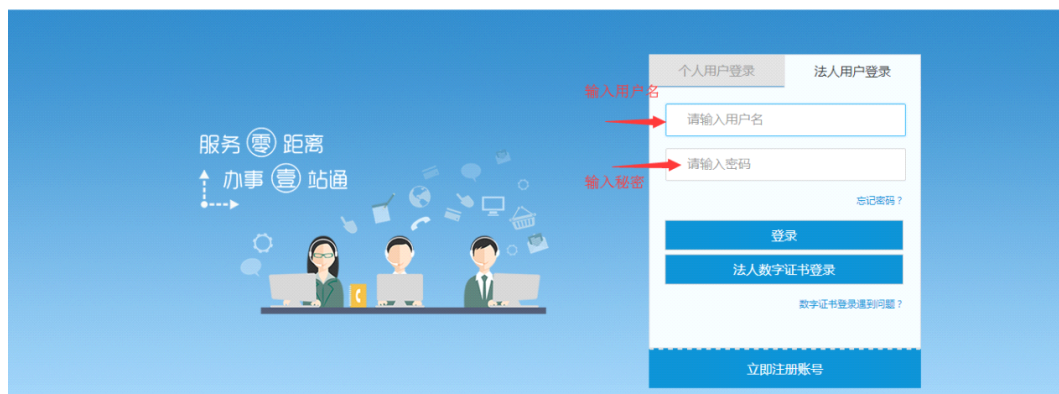 服务零距离
办事壹站通
个人用户登录
法人用户登录
输入用户名
请输入用户名
请输入密码
输入秘密
忘记密码？
登录
法人数字证书登录
数字证书登录遇到问题？
立即注册账号